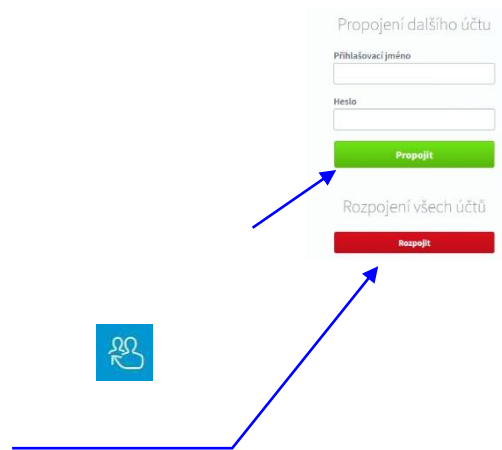 Propojení dalšího účtu
Přihlašovací jméno
Heslo
Propojit
Rozpojení všech účtů
Rozpojit